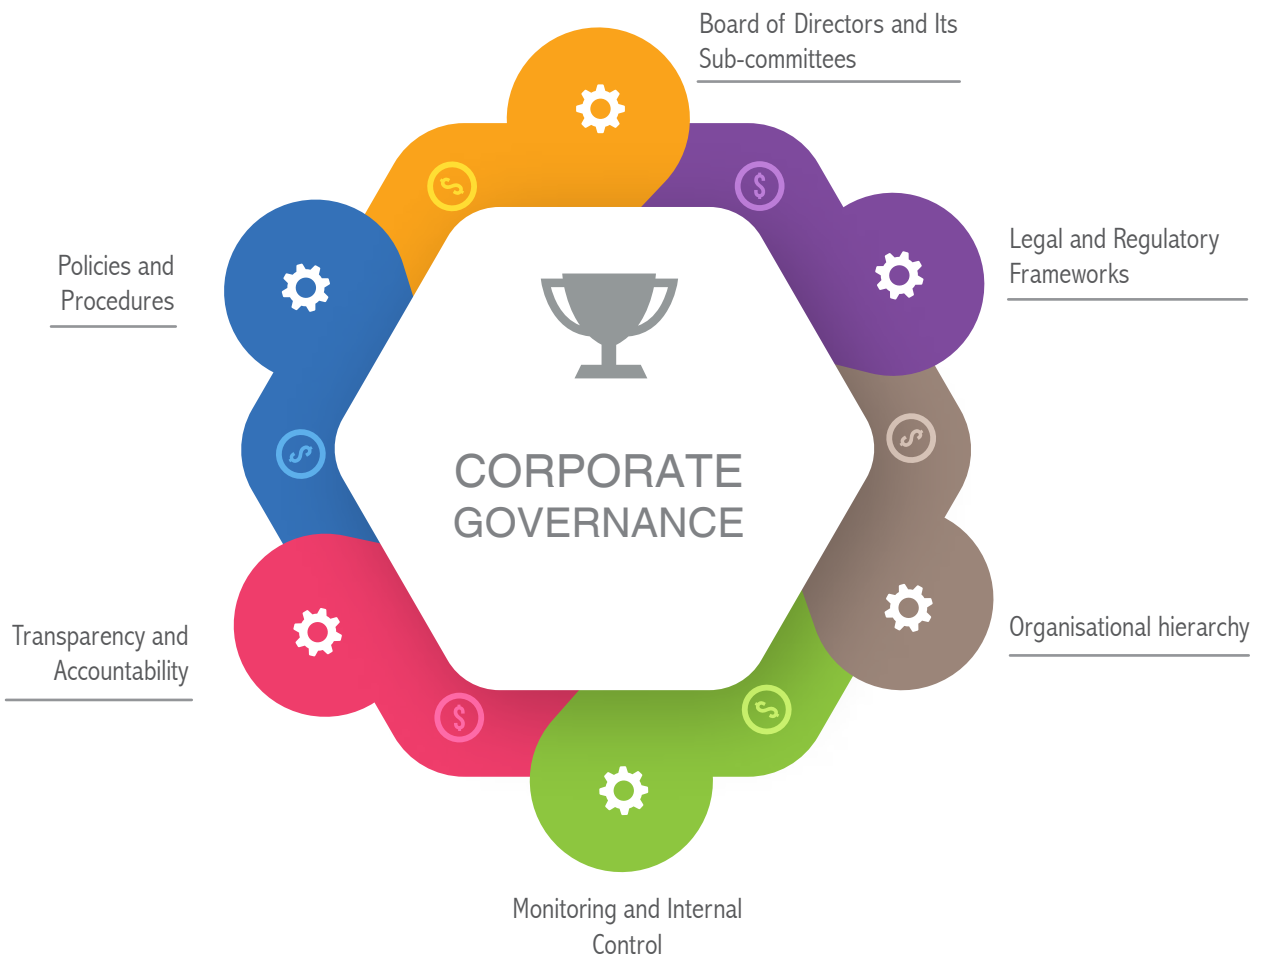 Board of Directors and Its
Sub-committees
Legal and Regulatory
Frameworks
Policies and
Procedures
CORPORATE
GOVERNANCE
Organisational hierarchy
Transparency and
Accountability
Monitoring and Internal
Control